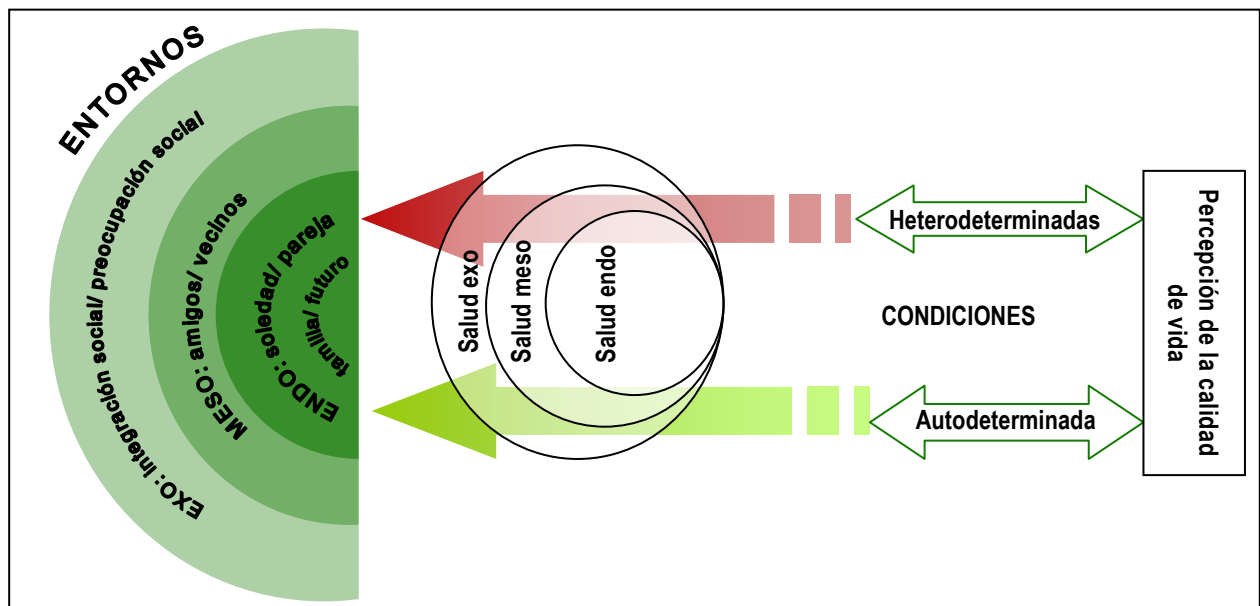 ENTORNOS
EXO: Integración social/ preocupación social
MESO: amigos/ vecinos
ENDO: soledad/ pareja
familia/ futuro
Salud exo
Salud meso
Salud endo
Heterodeterminadas
CONDICIONES
Autodeterminada
Percepción de la calidad
de vida